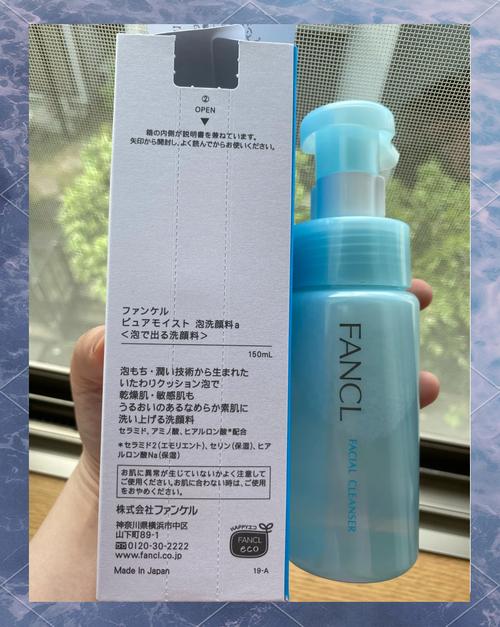 ②
OPEN
▼
箱の内側が説明書を兼ねています。
矢印から開封し、よく読んでからお使いください。
ファンケル
ピュアモイスト 泡洗顔料a
＜泡で出る洗顔料＞
150mL
泡もち・潤い技術から生まれた
いたわりクッション泡で
乾燥肌・敏感肌も
うるおいのあるなめらか素肌に
洗い上げる洗顔料
セラミド、アミノ酸、ヒアルロン酸*配合
*セラミド2(エモリエント)、セリン(保湿)、ヒア
ルロン酸Na(保湿)
お肌に異常が生じていないかよく注意して
ご使用ください。お肌に合わない時は、ご使用
をおやめください。
株式会社ファンケル
神奈川県横浜市中区
山下町89-1
0120-30-2222
www.fancl.co.jp
HAPPYエコ
FANCL
eco
Made in Japan
19-A
FANCL
FACIAL CLEANSER